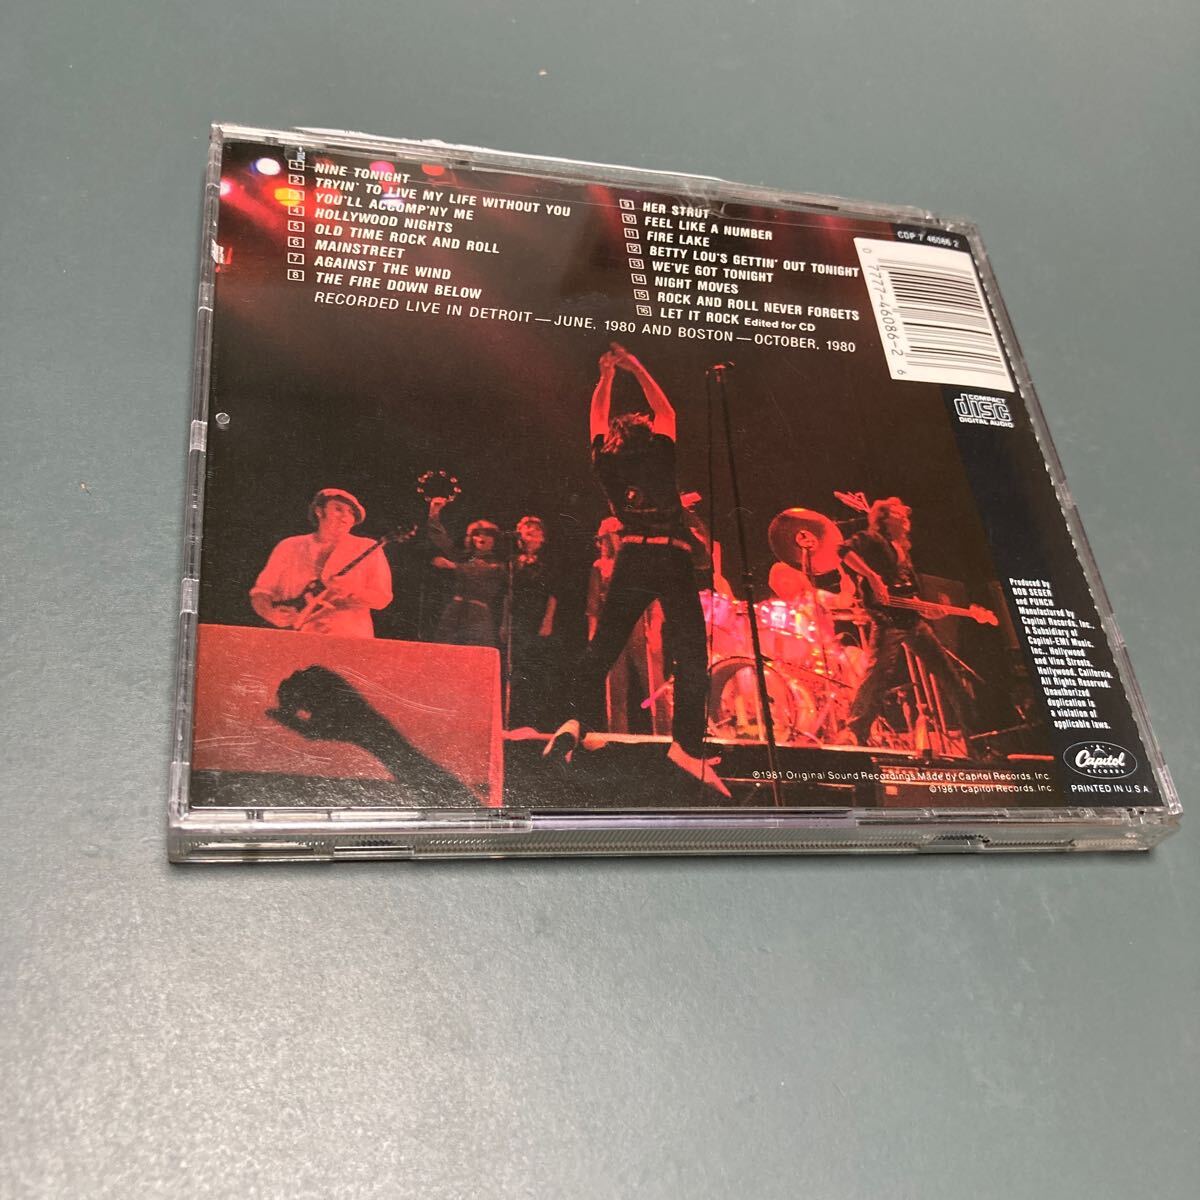 1 NINE TONIGHT
2 TRYIN' TO LIVE MY LIFE WITHOUT YOU
3 YOU'LL ACCOMP'NY ME
4 HOLLYWOOD NIGHTS
5 OLD TIME ROCK AND ROLL
6 MAINSTREET
7 AGAINST THE WIND
8 THE FIRE DOWN BELOW
9 HER STRUT
10 FEEL LIKE A NUMBER
11 FIRE LAKE
12 BETTY LOU'S GETTIN' OUT TONIGHT
13 WE'VE GOT TONIGHT
14 NIGHT MOVES
15 ROCK AND ROLL NEVER FORGETS
16 LET IT ROCK Edited for CD
RECORDED LIVE IN DETROIT—JUNE, 1980 AND BOSTON—OCTOBER, 1980
CDP 7 46086 2
0 7777-46086-2 6
COMPACT
disc
DIGITAL AUDIO
Produced by
BOB SEGER
and PUNCH
Manufactured by
Capitol Records, Inc.,
A Subsidiary of
Capitol-EMI Music,
Inc., Hollywood
and Vine Streets,
Hollywood, California.
All Rights Reserved.
Unauthorized
duplication is
a violation of
applicable laws.
Capitol
RECORDS
PRINTED IN U.S.A.
℗1981 Original Sound Recordings Made by Capitol Records, Inc.
©1981 Capitol Records, Inc.